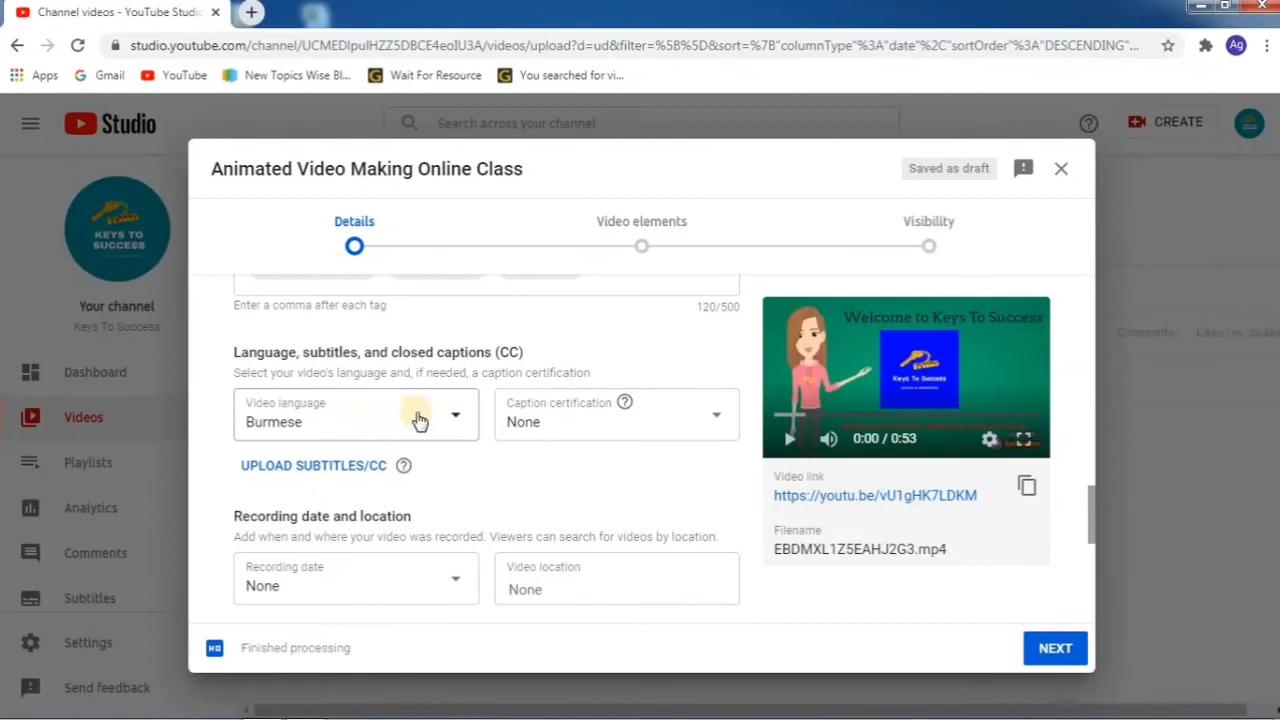 Channel videos - YouTube Studio
studio.youtube.com/channel/UCMEDIpuIHZZ5DBCE4eoIU3A/videos/upload?d=ud&filter=%5B%5D&sort=%7B"columnType"%3A"date"%2C"sortOrder"%3A"DESCENDING"...
Ag
Apps Gmail YouTube New Topics Wise Bl... Wait For Resource You searched for vi...
Studio
Search across your channel
CREATE
Animated Video Making Online Class
Saved as draft
Details
Video elements
Visibility
KEYS TO
SUCCESS
Your channel
Keys To Success
Dashboard
Videos
Playlists
Analytics
Comments
Subtitles
Settings
Send feedback
Enter a comma after each tag
120/500
Language, subtitles, and closed captions (CC)
Select your video's language and, if needed, a caption certification
Video language
Burmese
Caption certification
None
UPLOAD SUBTITLES/CC
Recording date and location
Add when and where your video was recorded. Viewers can search for videos by location.
Recording date
None
Video location
None
Welcome to Keys To Success
Keys To Success
0:00 / 0:53
Video link
https://youtu.be/vU1gHK7LDKM
Filename
EBDMXL1Z5EAHJ2G3.mp4
HD
Finished processing
NEXT
Comments
Likes (vs. dislike